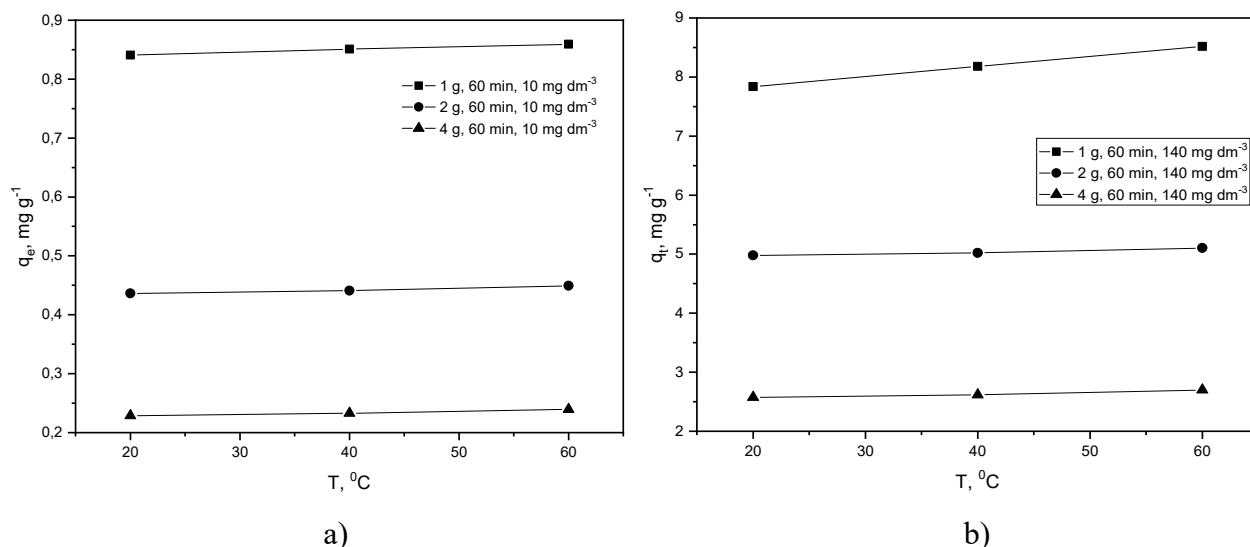 0,9
0,8
0,7
0,6
0,5
0,4
0,3
0,2
qₑ, mg g⁻¹
1 g, 60 min, 10 mg dm⁻³
2 g, 60 min, 10 mg dm⁻³
4 g, 60 min, 10 mg dm⁻³
20 30 40 50 60
T, ⁰C
a)
9
8
7
6
5
4
3
2
qₜ, mg g⁻¹
1 g, 60 min, 140 mg dm⁻³
2 g, 60 min, 140 mg dm⁻³
4 g, 60 min, 140 mg dm⁻³
20 30 40 50 60
T, ⁰C
b)